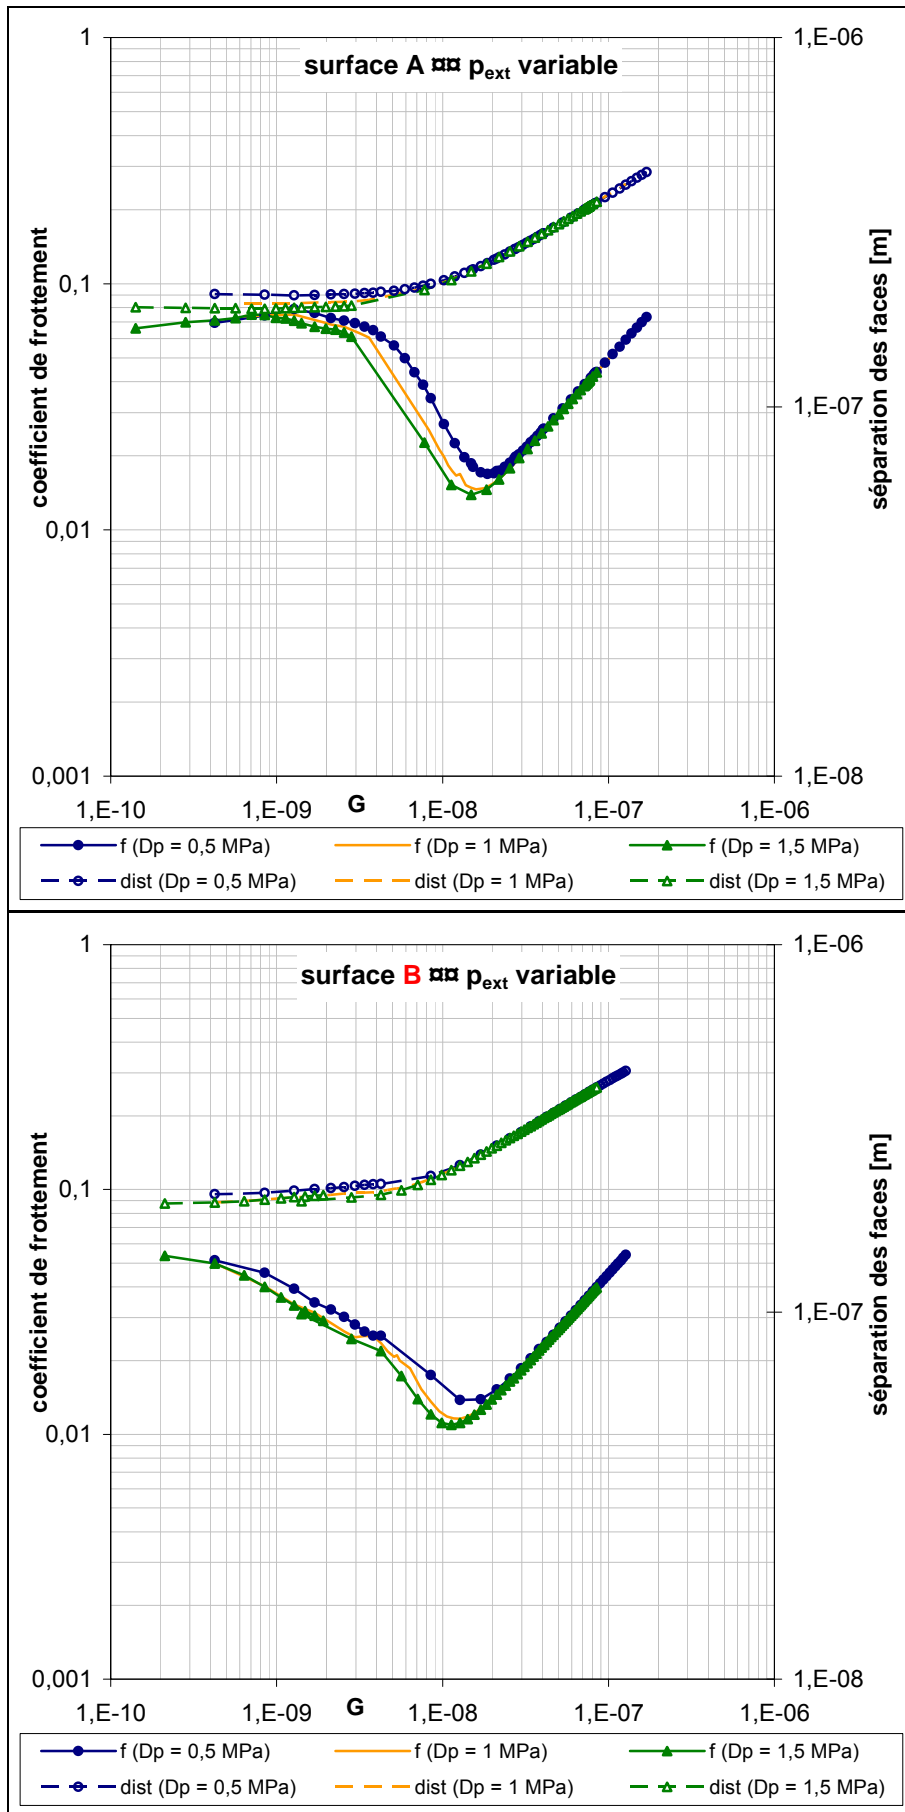 surface A ¤¤ pext variable
coefficient de frottement
séparation des faces [m]
1
0,1
0,01
0,001
1,E-06
1,E-07
1,E-08
1,E-10
1,E-09
G
1,E-08
1,E-07
1,E-06
f (Dp = 0,5 MPa)
f (Dp = 1 MPa)
f (Dp = 1,5 MPa)
dist (Dp = 0,5 MPa)
dist (Dp = 1 MPa)
dist (Dp = 1,5 MPa)
surface B ¤¤ pext variable
coefficient de frottement
séparation des faces [m]
1
0,1
0,01
0,001
1,E-06
1,E-07
1,E-08
1,E-10
1,E-09
G
1,E-08
1,E-07
1,E-06
f (Dp = 0,5 MPa)
f (Dp = 1 MPa)
f (Dp = 1,5 MPa)
dist (Dp = 0,5 MPa)
dist (Dp = 1 MPa)
dist (Dp = 1,5 MPa)